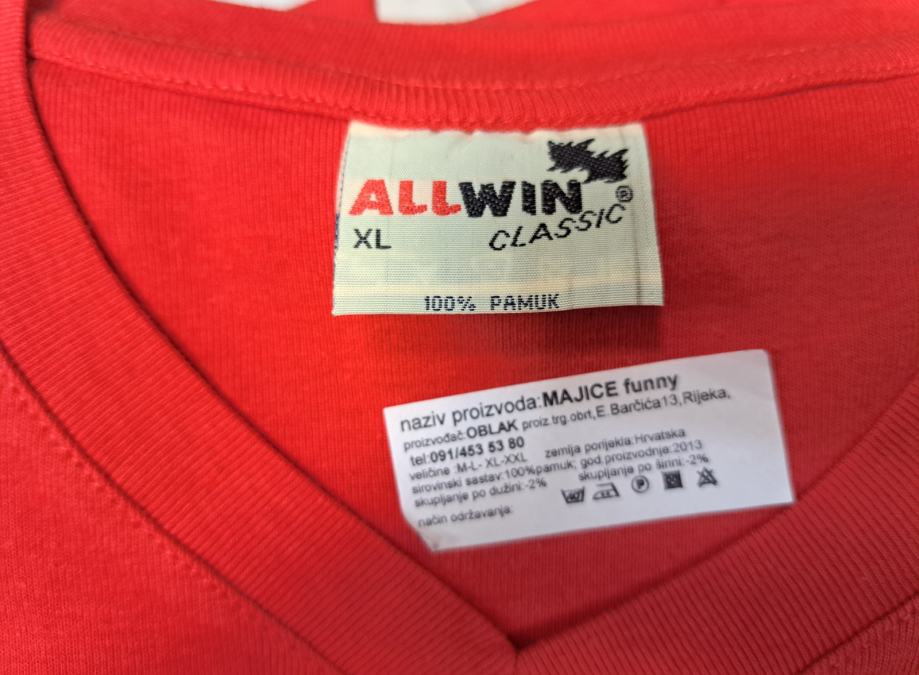 ALLWIN®
CLASSIC
XL
100% PAMUK
naziv proizvoda:MAJICE funny
proizvođač:OBLAK proiz.trg.obrt,E.Barčića13,Rijeka,
tel:091/453 53 80
veličine :M-L- XL-XXL zemlja porijekla:Hrvatska
sirovinski sastav:100%pamuk; god.proizvodnje:2013
skupljanje po dužini:-2% skupljanje po širini:-2%
način održavanja: